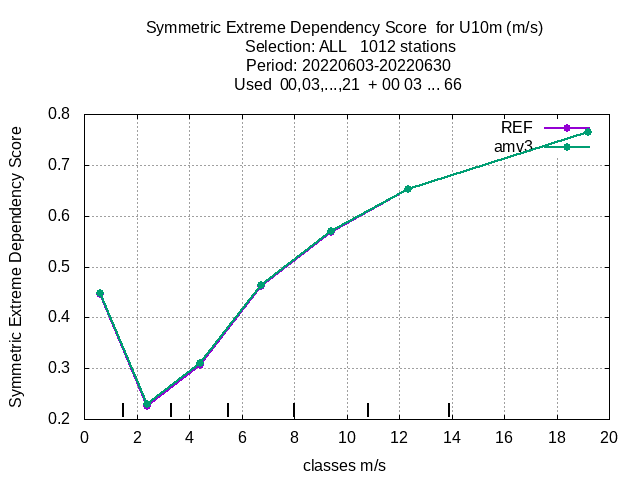 Symmetric Extreme Dependency Score  for U10m (m/s)
Selection: ALL   1012 stations
Period: 20220603-20220630
Used  00,03,...,21  + 00 03 ... 66
Symmetric Extreme Dependency Score
0.8
0.7
0.6
0.5
0.4
0.3
0.2
REF
amv3
0 2 4 6 8 10 12 14 16 18 20
classes m/s